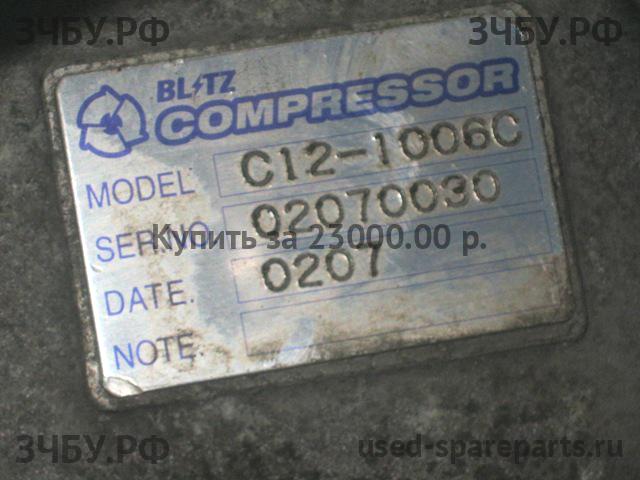 ЗЧБУ.РФ
ЗЧБУ.РФ
BLITZ
COMPRESSOR
MODEL C12-1006C
SER.NO. 02070030
Купить за 23000.00 р.
DATE. 0207
NOTE.
ЗЧБУ.РФ
used-spareparts.ru